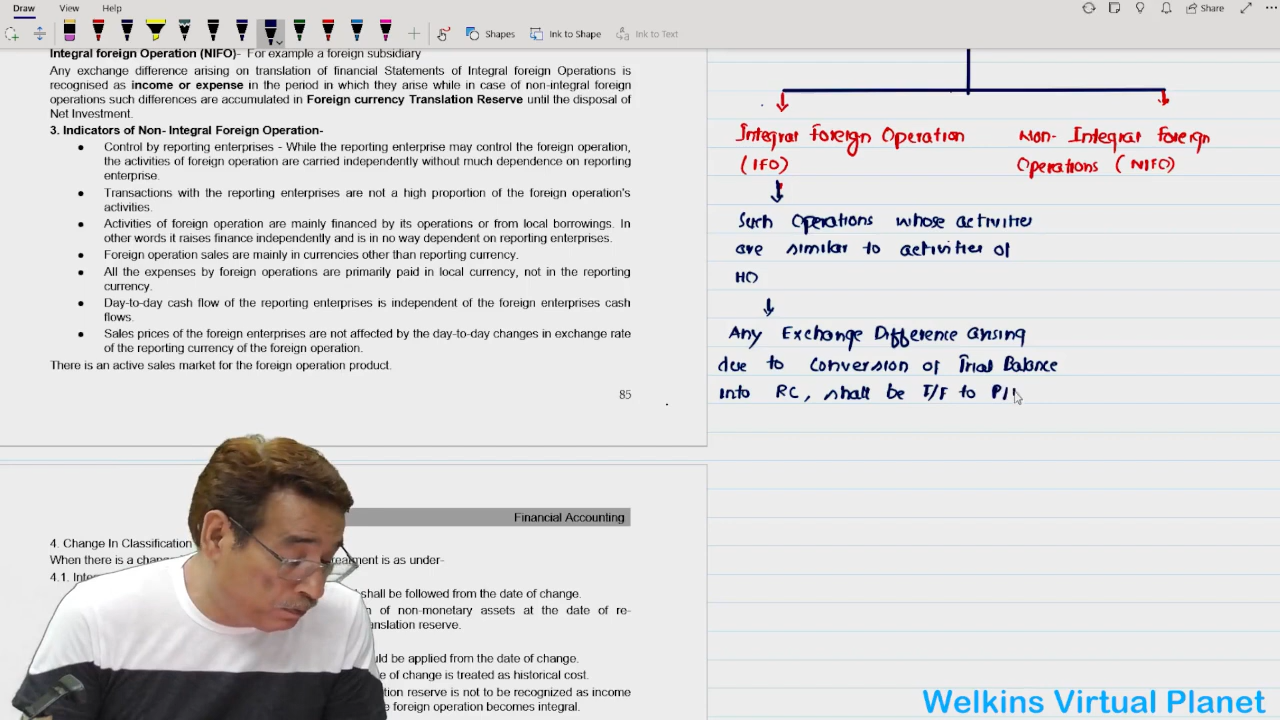 Draw View Help
Share
Shapes Ink to Shape Ink to Text
Integral foreign Operation (NIFO)- For example a foreign subsidiary
Any exchange difference arising on translation of financial Statements of Integral foreign Operations is
recognised as income or expense in the period in which they arise while in case of non-integral foreign
operations such differences are accumulated in Foreign currency Translation Reserve until the disposal of
Net Investment.
3. Indicators of Non- Integral Foreign Operation-
• Control by reporting enterprises - While the reporting enterprise may control the foreign operation,
the activities of foreign operation are carried independently without much dependence on reporting
enterprise.
• Transactions with the reporting enterprises are not a high proportion of the foreign operation's
activities.
• Activities of foreign operation are mainly financed by its operations or from local borrowings. In
other words it raises finance independently and is in no way dependent on reporting enterprises.
• Foreign operation sales are mainly in currencies other than reporting currency.
• All the expenses by foreign operations are primarily paid in local currency, not in the reporting
currency.
• Day-to-day cash flow of the reporting enterprises is independent of the foreign enterprises cash
flows.
• Sales prices of the foreign enterprises are not affected by the day-to-day changes in exchange rate
of the reporting currency of the foreign operation.
There is an active sales market for the foreign operation product.
85
Financial Accounting
4. Change In Classification
When there is a chan
treatment is as under-
4.1. Inte
shall be followed from the date of change.
n of non-monetary assets at the date of re-
anslation reserve.
uld be applied from the date of change.
e of change is treated as historical cost.
tion reserve is not to be recognized as income
e foreign operation becomes integral.
Integral Foreign Operation
(IFO)
Non- Integral Foreign
Operations (NIFO)
Such Operations whose activities
are similar to activities of
HO
Any Exchange Difference arising
due to Conversion of Trial Balance
into RC, shall be T/F to P/
Welkins Virtual Planet